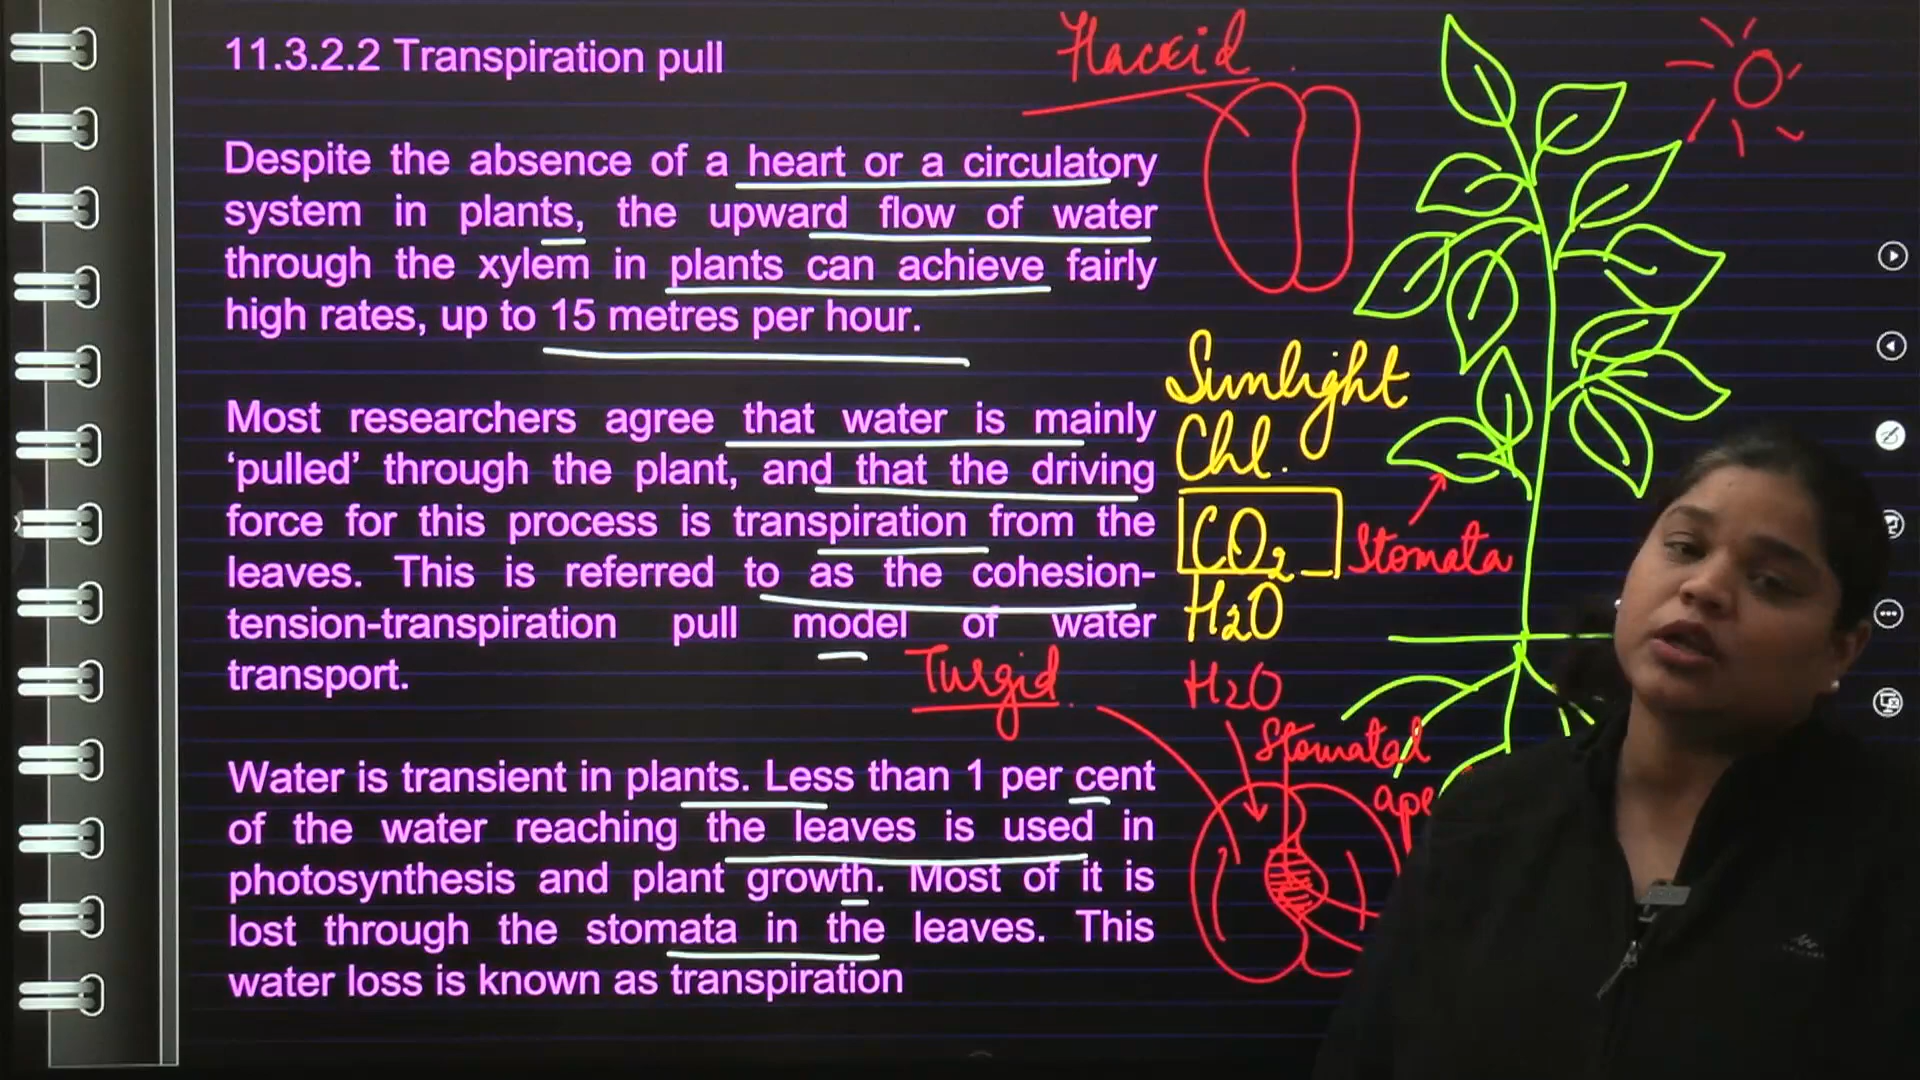 11.3.2.2 Transpiration pull
Despite the absence of a heart or a circulatory
system in plants, the upward flow of water
through the xylem in plants can achieve fairly
high rates, up to 15 metres per hour.
Most researchers agree that water is mainly
‘pulled’ through the plant, and that the driving
force for this process is transpiration from the
leaves. This is referred to as the cohesion-
tension-transpiration pull model of water
transport.
Water is transient in plants. Less than 1 per cent
of the water reaching the leaves is used in
photosynthesis and plant growth. Most of it is
lost through the stomata in the leaves. This
water loss is known as transpiration
Flaccid
Sunlight
Chl.
CO2
H2O
Stomata
Turgid
H2O
Stomatal
ape